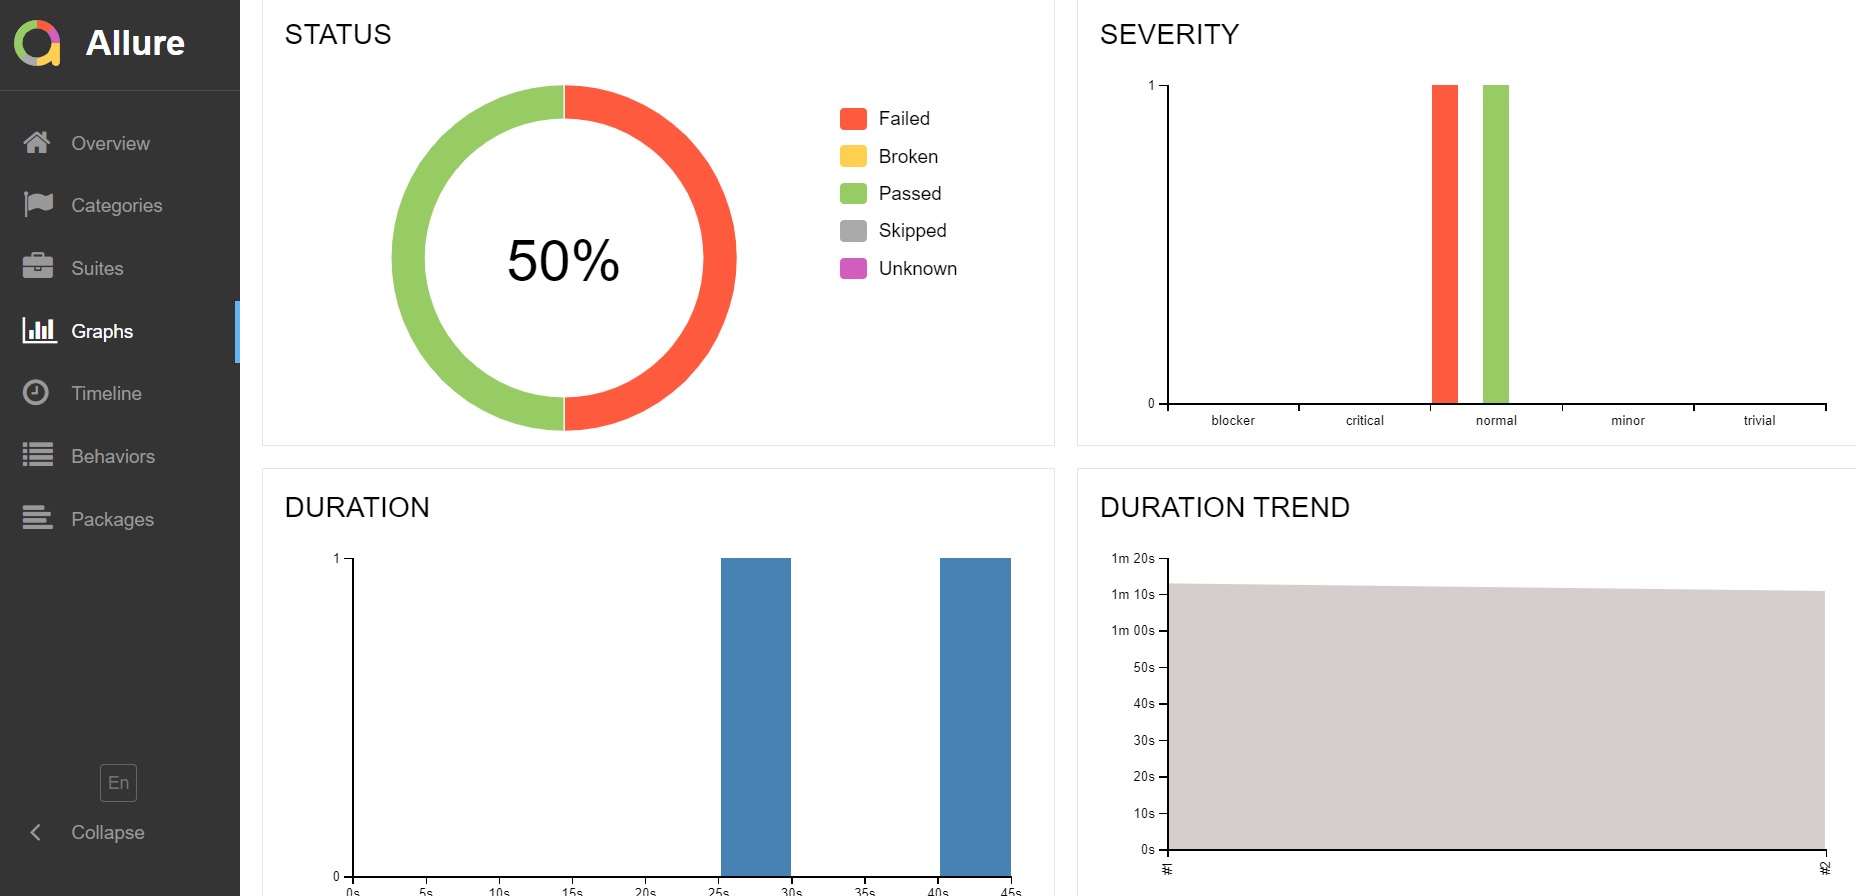 Allure
Overview
Categories
Suites
Graphs
Timeline
Behaviors
Packages
En
Collapse
STATUS
50%
Failed
Broken
Passed
Skipped
Unknown
SEVERITY
1
0
blocker critical normal minor trivial
DURATION
1
0
0s 5s 10s 15s 20s 25s 30s 35s 40s 45s
DURATION TREND
1m 20s
1m 10s
1m 00s
50s
40s
30s
20s
10s
0s
#1 #2